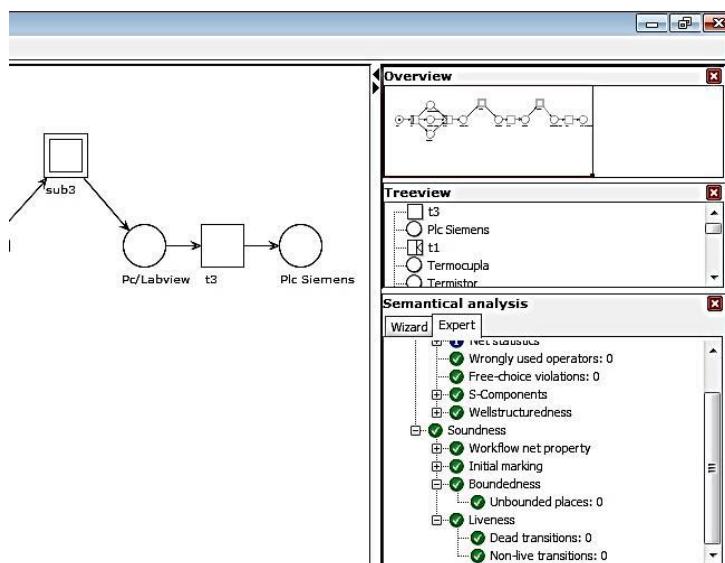 Overview
sub3
Pc/Labview
t3
Plc Siemens
Treeview
t3
Plc Siemens
t1
Termocupla
Termistor
Semantical analysis
Wizard
Expert
Net statistics
Wrongly used operators: 0
Free-choice violations: 0
S-Components
Wellstructuredness
Soundness
Workflow net property
Initial marking
Boundedness
Unbounded places: 0
Liveness
Dead transitions: 0
Non-live transitions: 0